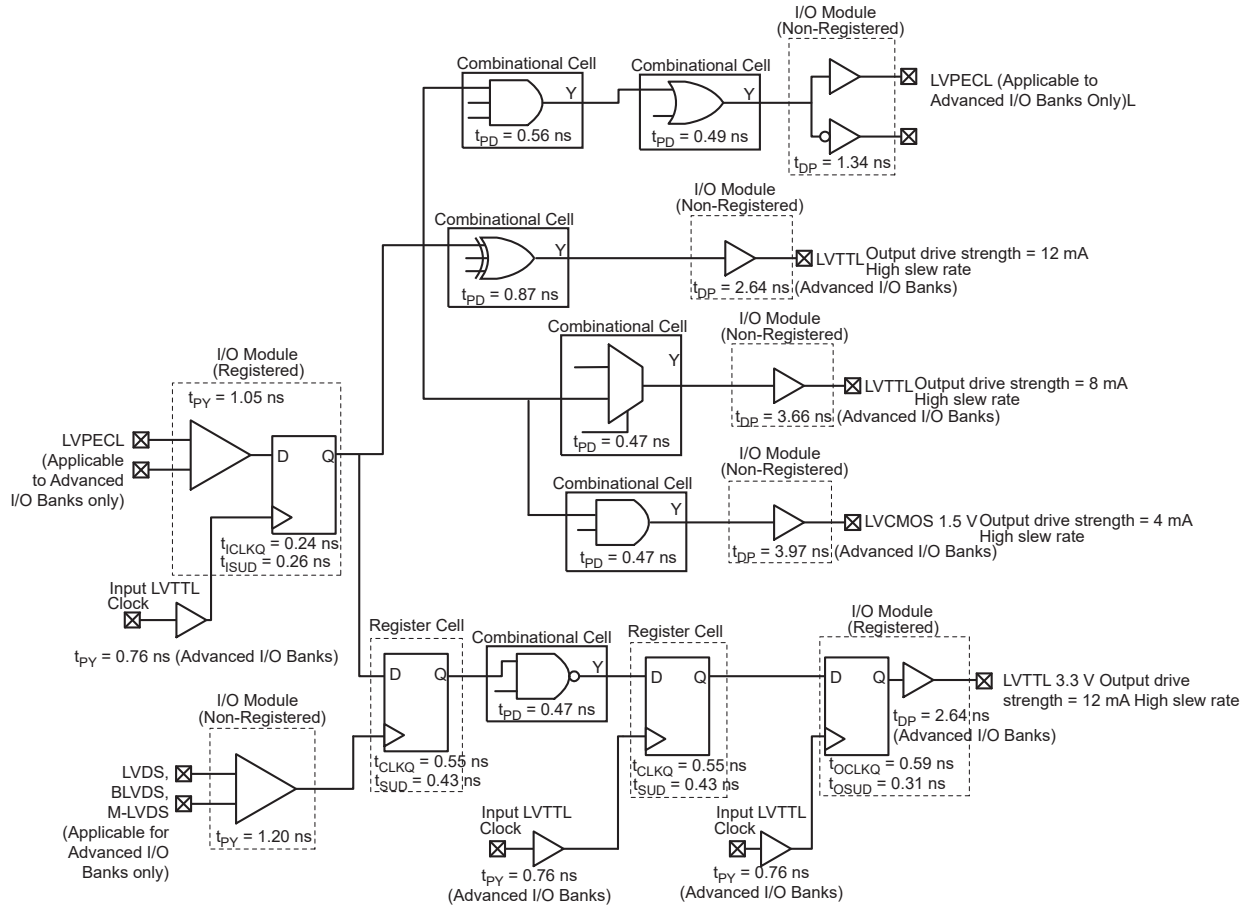 I/O Module
(Non-Registered)
Combinational Cell
Y
tPD = 0.56 ns
Combinational Cell
Y
tPD = 0.49 ns
tDP = 1.34 ns
LVPECL (Applicable to
Advanced I/O Banks Only)L
I/O Module
(Non-Registered)
Combinational Cell
Y
tPD = 0.87 ns
tDP = 2.64 ns (Advanced I/O Banks)
LVTTL Output drive strength = 12 mA
High slew rate
Combinational Cell
Y
tPD = 0.47 ns
I/O Module
(Non-Registered)
tDP = 3.66 ns (Advanced I/O Banks)
LVTTL Output drive strength = 8 mA
High slew rate
I/O Module
(Registered)
tPY = 1.05 ns
LVPECL
(Applicable
to Advanced
I/O Banks only)
D
Q
tICLKQ = 0.24 ns
tISUD = 0.26 ns
Input LVTTL
Clock
tPY = 0.76 ns (Advanced I/O Banks)
Combinational Cell
Y
tPD = 0.47 ns
I/O Module
(Non-Registered)
tDP = 3.97 ns (Advanced I/O Banks)
LVCMOS 1.5 V Output drive strength = 4 mA
High slew rate
I/O Module
(Non-Registered)
LVDS,
BLVDS,
M-LVDS
(Applicable for
Advanced I/O
Banks only)
tPY = 1.20 ns
Register Cell
D
Q
tCLKQ = 0.55 ns
tSUD = 0.43 ns
Combinational Cell
Y
tPD = 0.47 ns
Register Cell
D
Q
tCLKQ = 0.55 ns
tSUD = 0.43 ns
Input LVTTL
Clock
tPY = 0.76 ns
(Advanced I/O Banks)
I/O Module
(Registered)
D
Q
tDP = 2.64 ns
(Advanced I/O Banks)
tOCLKQ = 0.59 ns
tOSUD = 0.31 ns
LVTTL 3.3 V Output drive
strength = 12 mA High slew rate
Input LVTTL
Clock
tPY = 0.76 ns
(Advanced I/O Banks)